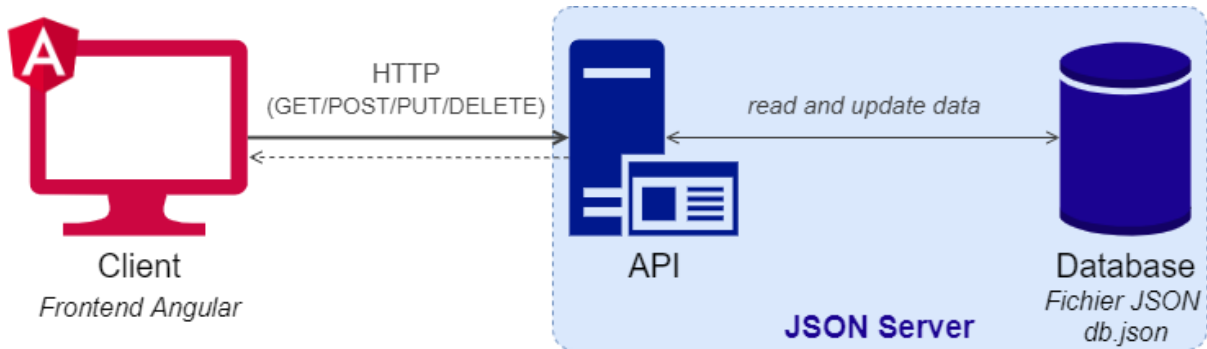 A
HTTP
(GET/POST/PUT/DELETE)
read and update data
Client
Frontend Angular
API
Database
Fichier JSON
db.json
JSON Server